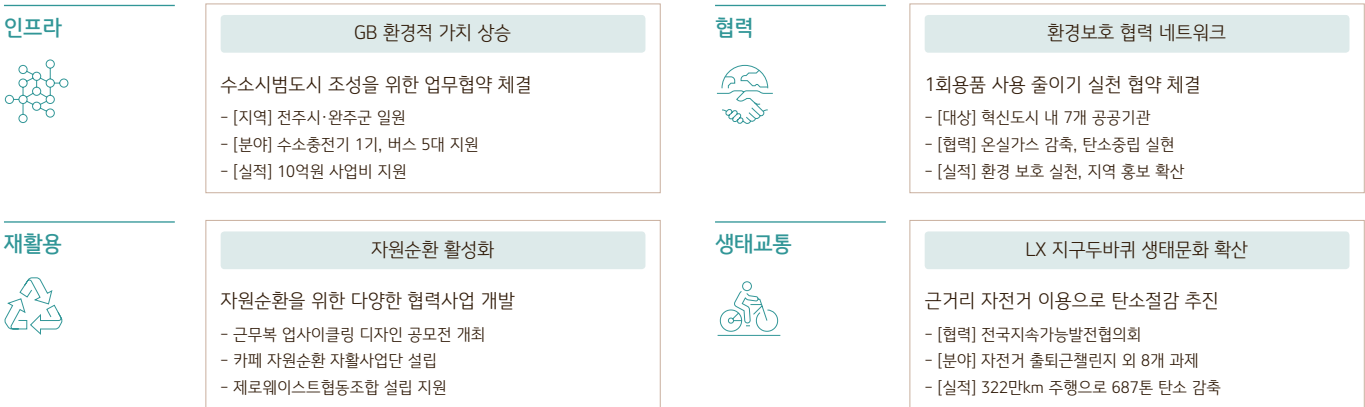 인프라
GB 환경적 가치 상승
수소시범도시 조성을 위한 업무협약 체결
- [지역] 전주시·완주군 일원
- [분야] 수소충전기 1기, 버스 5대 지원
- [실적] 10억원 사업비 지원
협력
환경보호 협력 네트워크
1회용품 사용 줄이기 실천 협약 체결
- [대상] 혁신도시 내 7개 공공기관
- [협력] 온실가스 감축, 탄소중립 실현
- [실적] 환경 보호 실천, 지역 홍보 확산
재활용
자원순환 활성화
자원순환을 위한 다양한 협력사업 개발
- 근무복 업사이클링 디자인 공모전 개최
- 카페 자원순환 자활사업단 설립
- 제로웨이스트협동조합 설립 지원
생태교통
LX 지구두바퀴 생태문화 확산
근거리 자전거 이용으로 탄소절감 추진
- [협력] 전국지속가능발전협의회
- [분야] 자전거 출퇴근챌린지 외 8개 과제
- [실적] 322만km 주행으로 687톤 탄소 감축